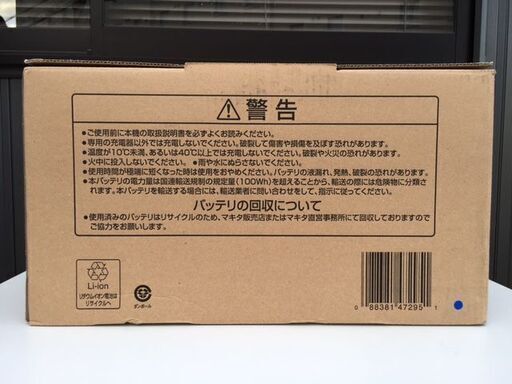 ⚠警告
●ご使用前に本機の取扱説明書を必ずよくお読みください。
●専用の充電器以外では充電しないでください。破裂して傷害や損傷を及ぼす恐れがあります。
●温度が10℃未満、あるいは40℃以上では充電しないでください。破裂や火災の恐れがあります。
●火中に投入しないでください。●雨や水にぬらさないでください。
●使用時間が極端に短くなった時は使用をおやめください。バッテリの液漏れ、発熱、破裂の恐れがあります。
●本バッテリの電力量は国連輸送規制の規定量(100Wh)を超えることから、輸送の際には危険物に分類されます。
本バッテリを輸送する場合には、輸送業者に問い合わせをして、指示に従ってください。
バッテリの回収について
●使用済みのバッテリはリサイクルのため、マキタ販売店またはマキタ直営事務所にて回収しておりますので
ご協力をお願いします。
Li-ion
リチウムイオン電池は
リサイクルへ
ダンボール
0 88381 47295 1